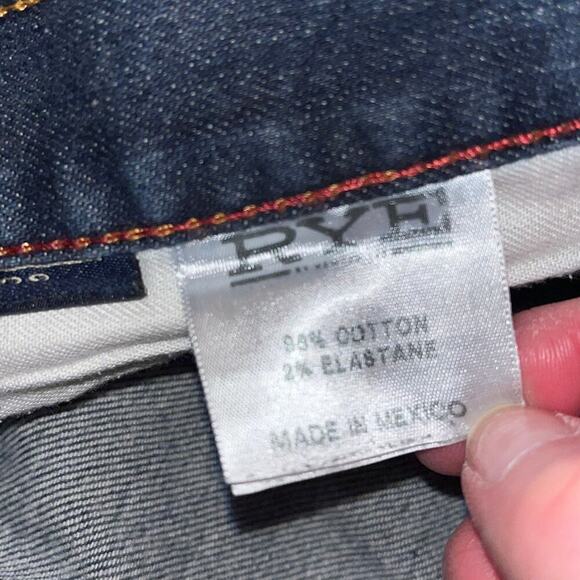 RYE
98% COTTON
2% ELASTANE
MADE IN MEXICO